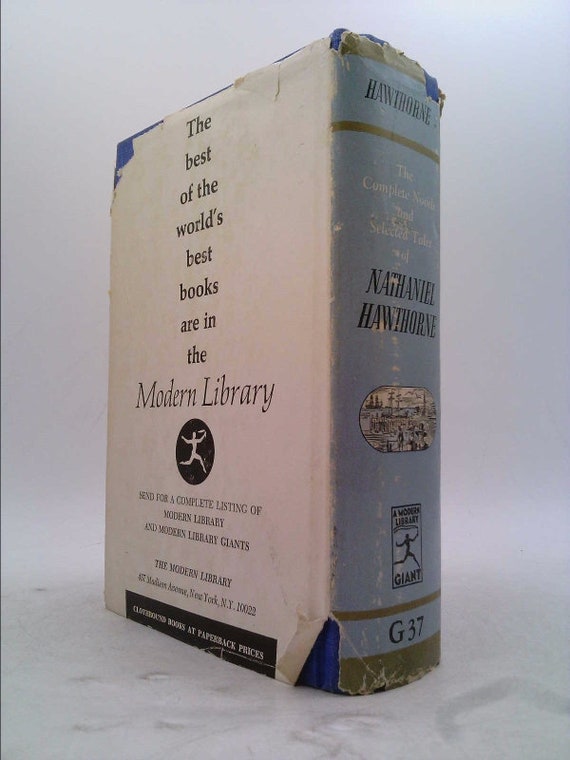 The
best
of the
world's
best
books
are in
the
Modern Library
SEND FOR A COMPLETE LISTING OF
MODERN LIBRARY
AND MODERN LIBRARY GIANTS
THE MODERN LIBRARY
457 Madison Avenue, New York, N.Y. 10022
CLOTHBOUND BOOKS AT PAPERBACK PRICES
HAWTHORNE
The
Complete Novels
and
Selected Tales
of
NATHANIEL
HAWTHORNE
A MODERN
LIBRARY
GIANT
G 37